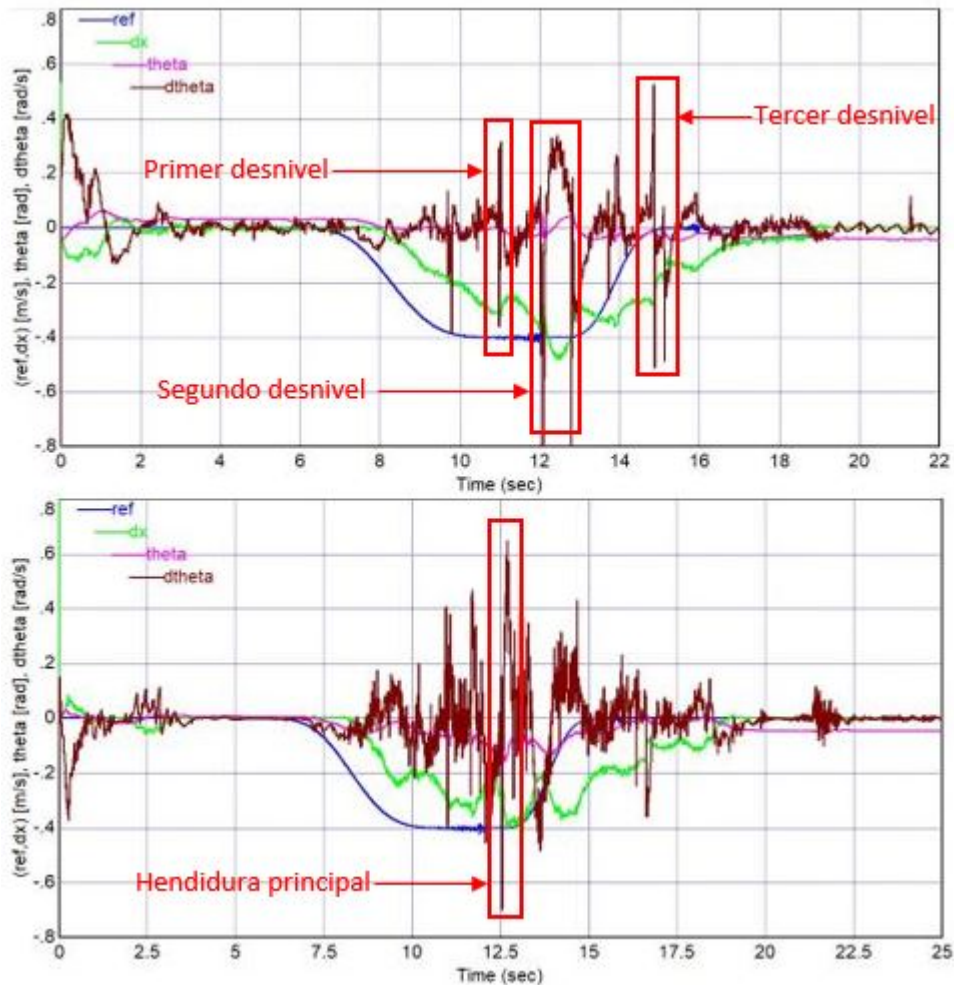 .8
ref
dx
theta
dtheta
.6
.4
.2
0
-.2
-.4
-.6
-.8
(ref,dx) [m/s], theta [rad], dtheta [rad/s]
Primer desnivel
Tercer desnivel
Segundo desnivel
0 2 4 6 8 10 12 14 16 18 20 22
Time (sec)
.8
ref
dx
theta
dtheta
.6
.4
.2
0
-.2
-.4
-.6
-.8
(ref,dx) [m/s], theta [rad], dtheta [rad/s]
Hendidura principal
0 2.5 5 7.5 10 12.5 15 17.5 20 22.5 25
Time (sec)